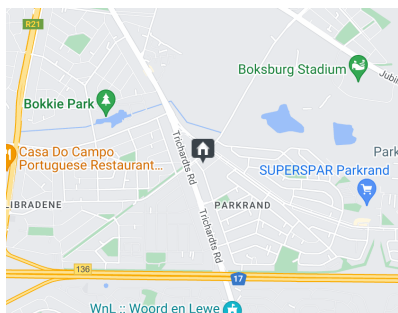 R21
Boksburg Stadium
Jubi
Bokkie Park
Trichardts Rd
Casa Do Campo
Portuguese Restaurant...
Park
SUPERSPAR Parkrand
LIBRADENE
PARKRAND
Trichardts Rd
136
17
WnL :: Woord en Lewe